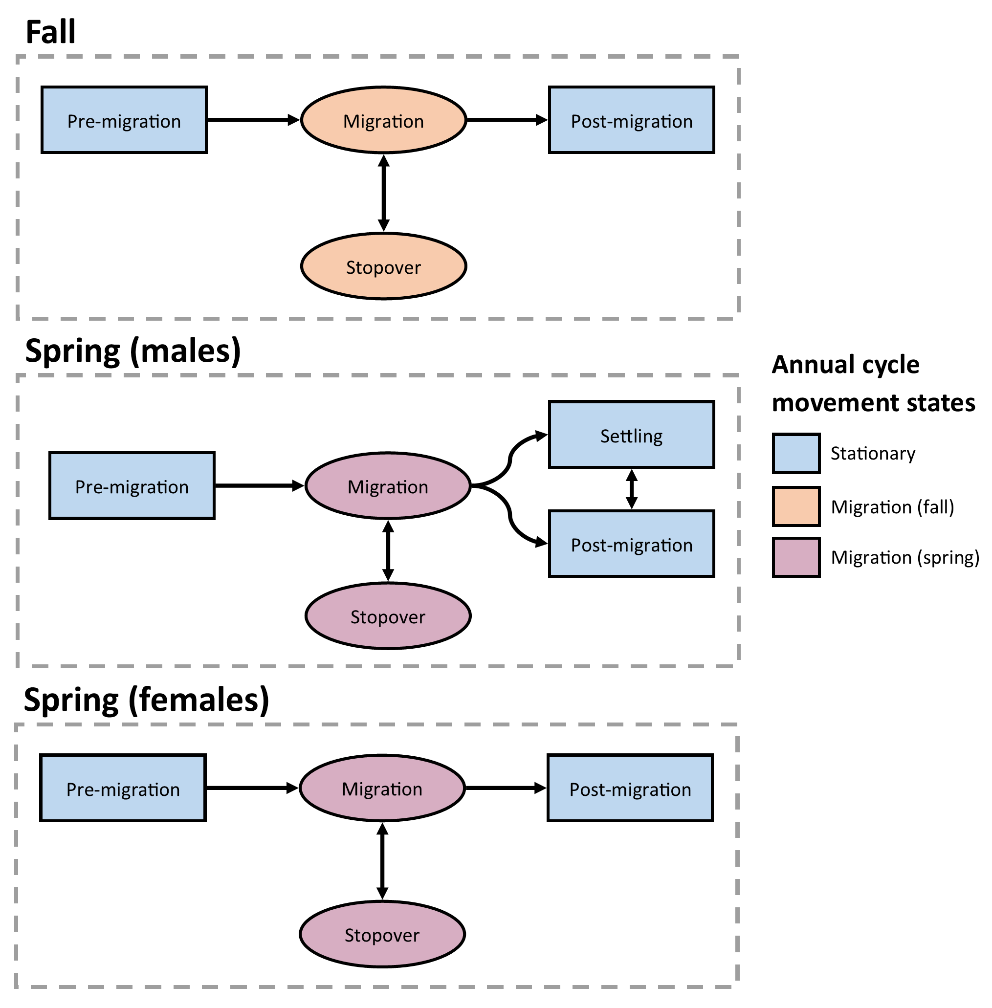 Fall
Pre-migration
Migration
Post-migration
Stopover
Spring (males)
Pre-migration
Migration
Settling
Post-migration
Stopover
Annual cycle
movement states
Stationary
Migration (fall)
Migration (spring)
Spring (females)
Pre-migration
Migration
Post-migration
Stopover